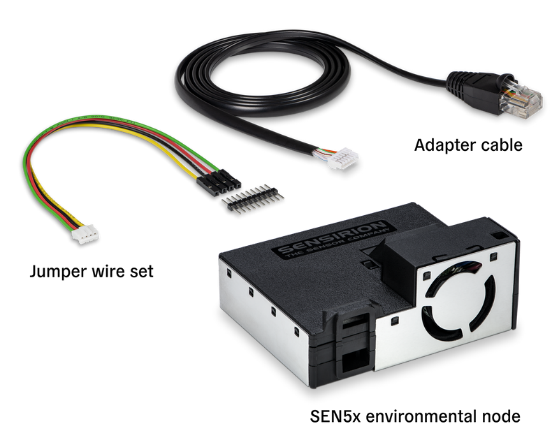 Adapter cable
Jumper wire set
SENSIRION
THE SENSOR COMPANY
SEN5x environmental node